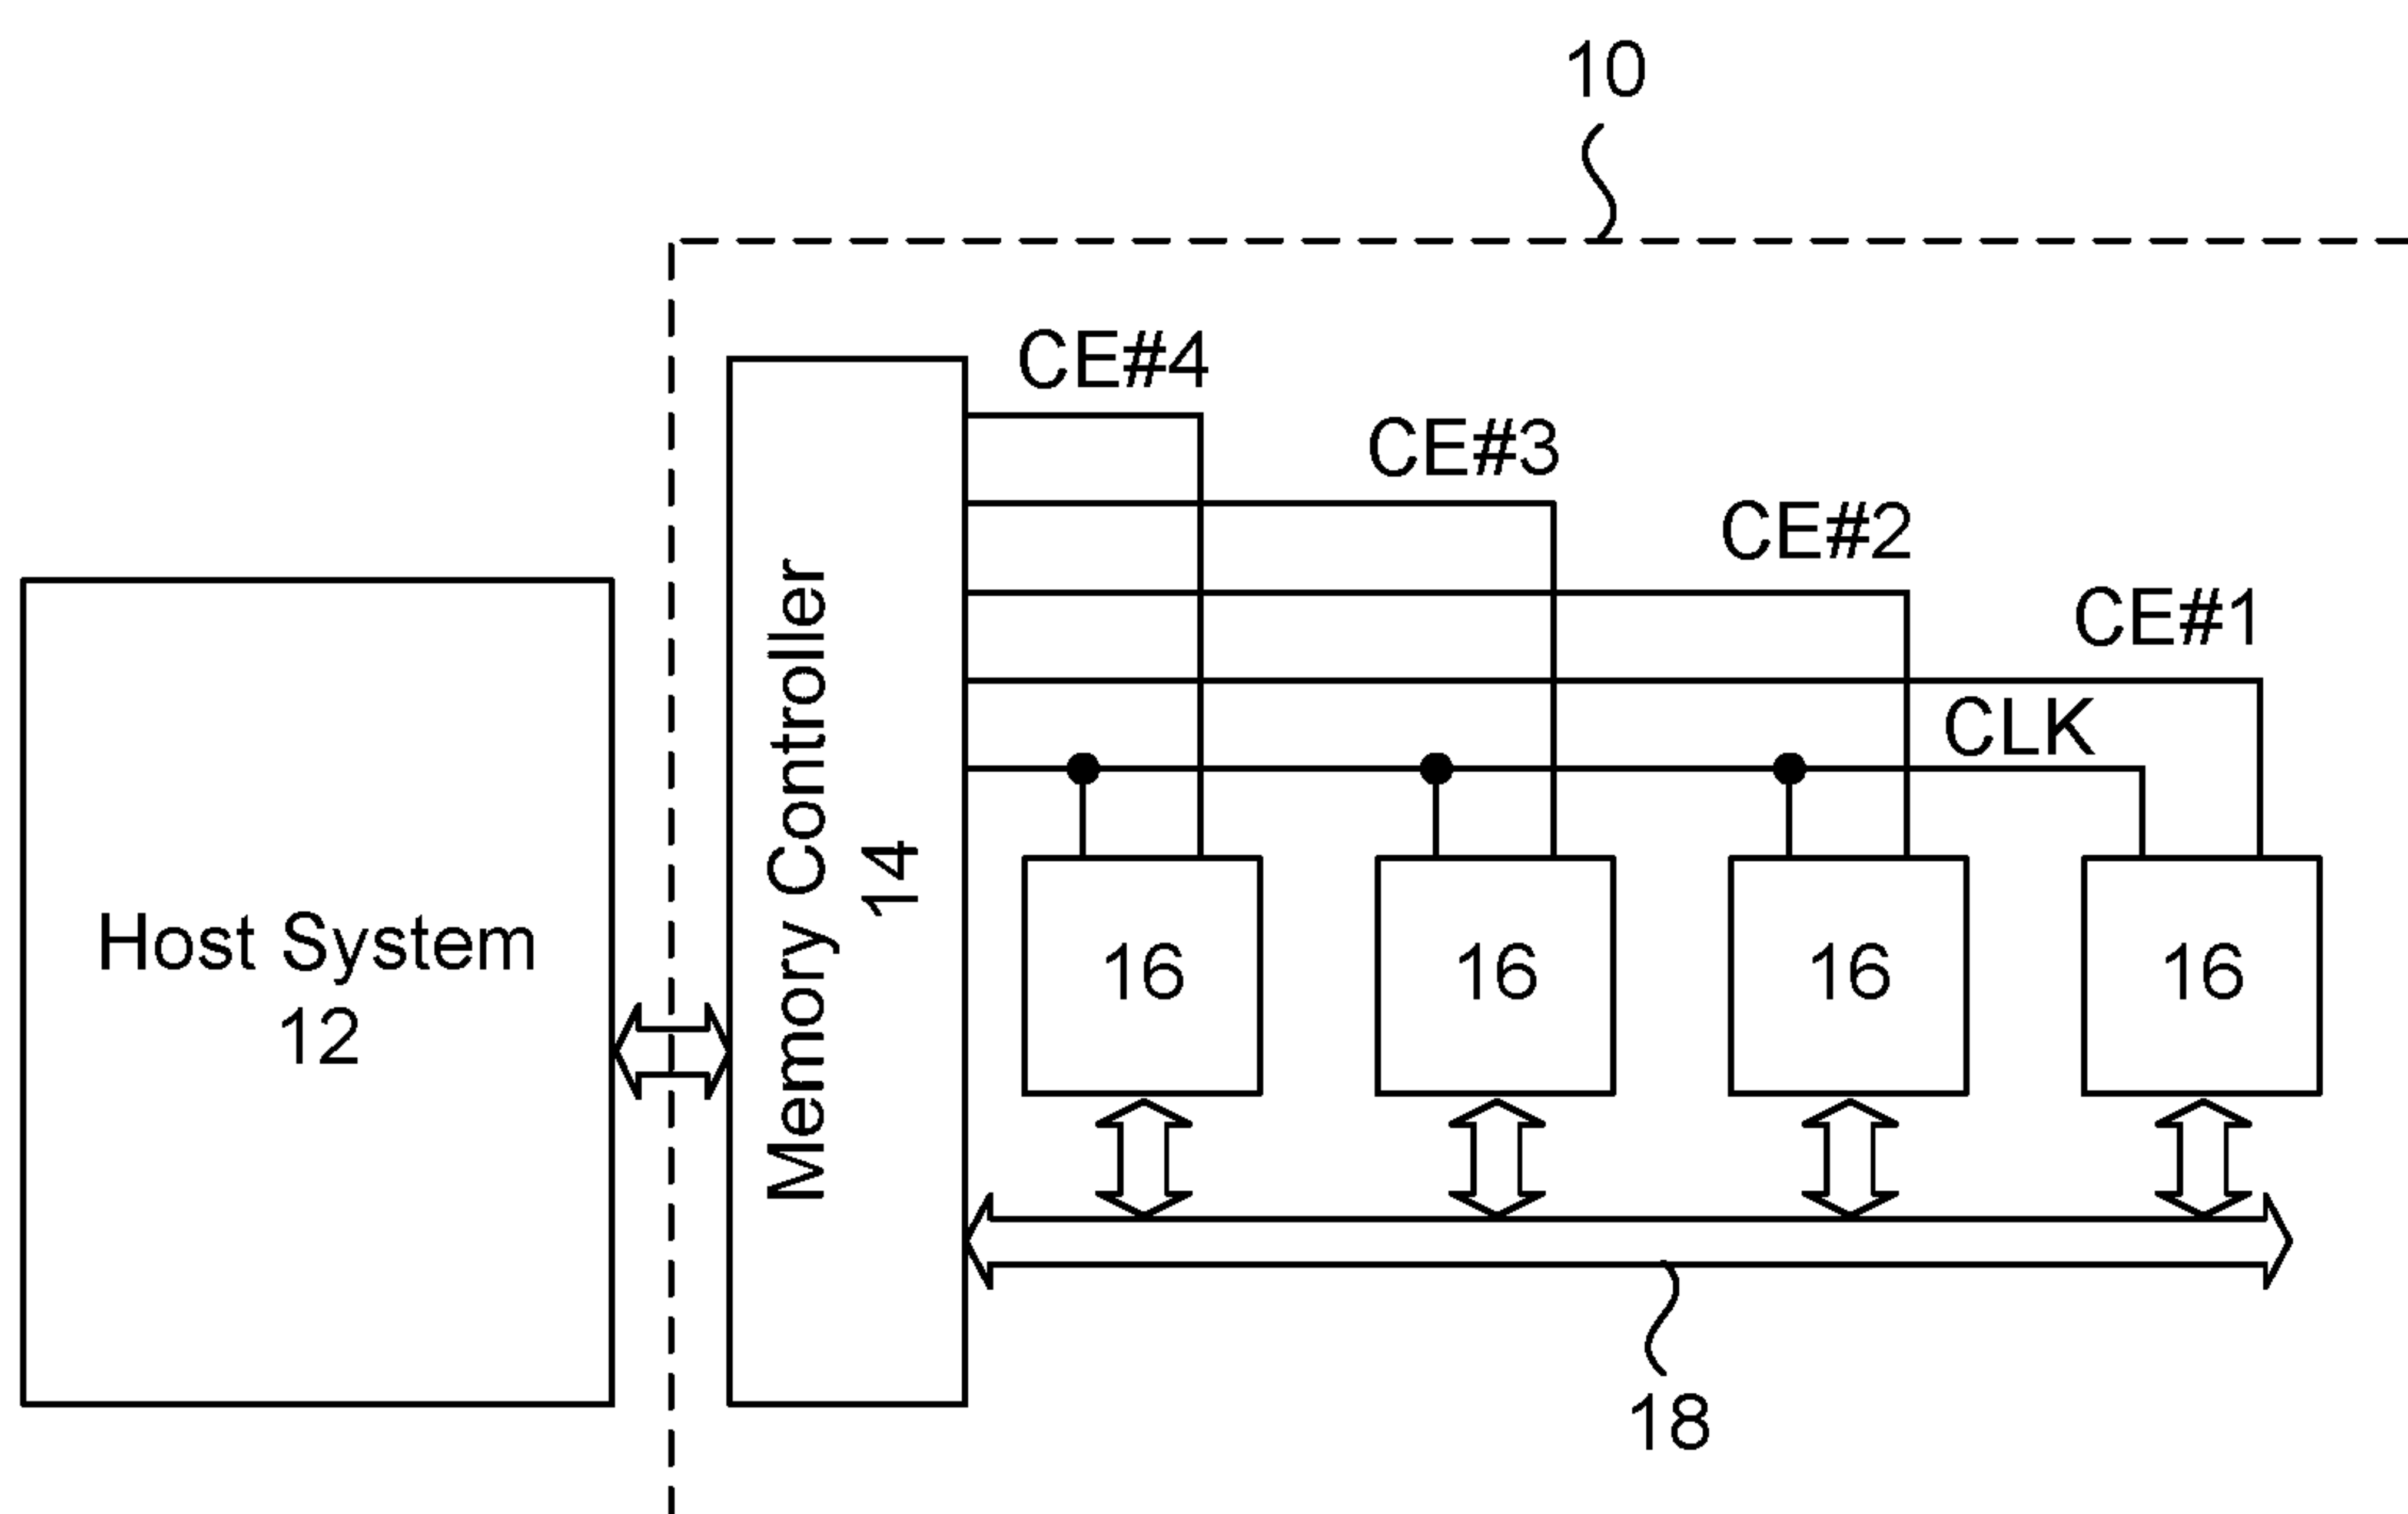 10
CE#4
CE#3
CE#2
CE#1
CLK
Memory Controller
14
Host System
12
16
16
16
16
18